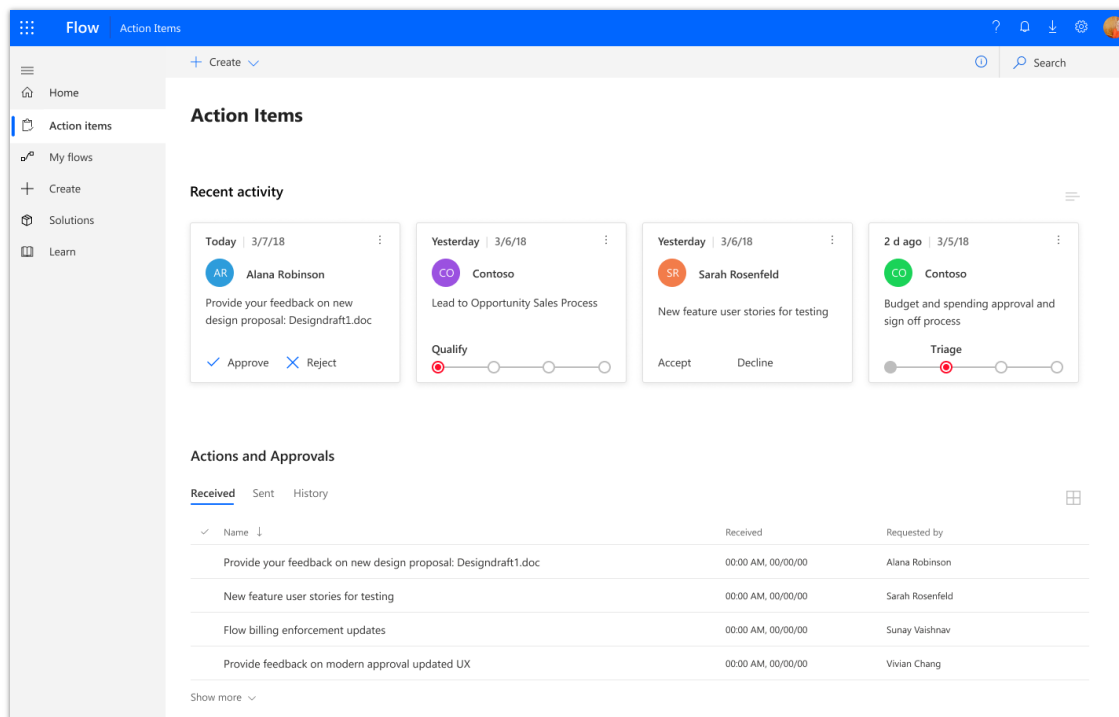 Flow
Action Items
Create
Search
Home
Action items
My flows
Create
Solutions
Learn
Action Items
Recent activity
Today | 3/7/18
AR
Alana Robinson
Provide your feedback on new
design proposal: Designdraft1.doc
Approve
Reject
Yesterday | 3/6/18
CO
Contoso
Lead to Opportunity Sales Process
Qualify
Yesterday | 3/6/18
SR
Sarah Rosenfeld
New feature user stories for testing
Accept
Decline
2 d ago | 3/5/18
CO
Contoso
Budget and spending approval and
sign off process
Triage
Actions and Approvals
Received Sent History
Name Received Requested by
Provide your feedback on new design proposal: Designdraft1.doc 00:00 AM, 00/00/00 Alana Robinson
New feature user stories for testing 00:00 AM, 00/00/00 Sarah Rosenfeld
Flow billing enforcement updates 00:00 AM, 00/00/00 Sunay Vaishnav
Provide feedback on modern approval updated UX 00:00 AM, 00/00/00 Vivian Chang
Show more